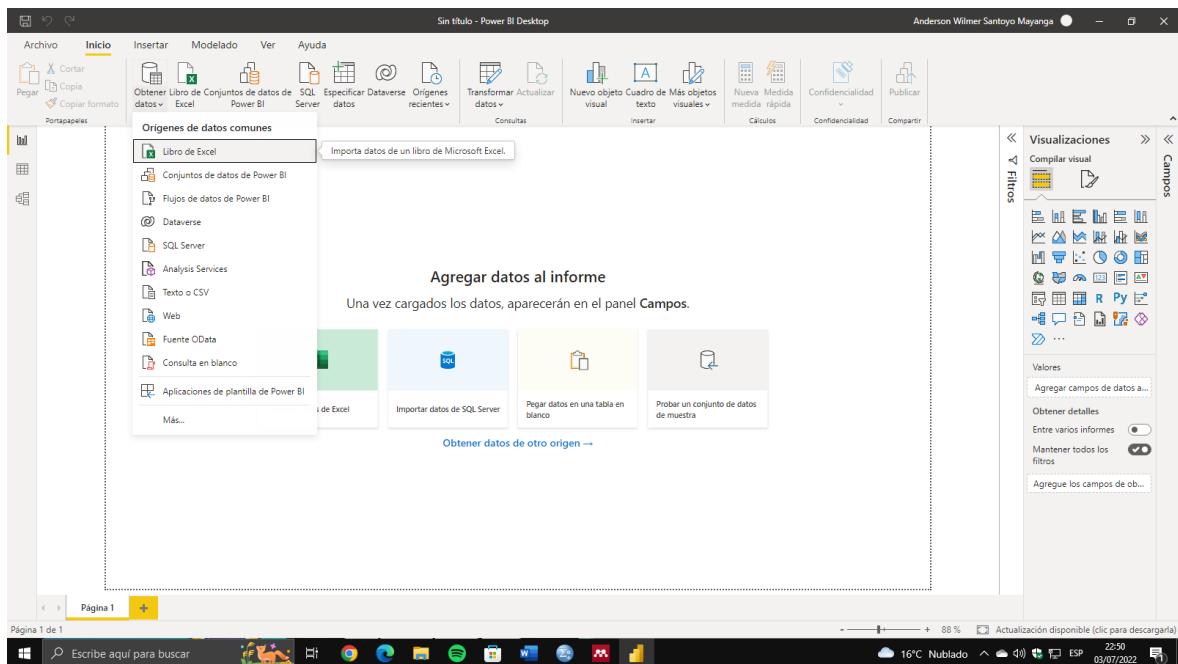 Sin título - Power BI Desktop
Anderson Wilmer Santoyo Mayanga
Archivo Inicio Insertar Modelado Ver Ayuda
Pegar
Cortar
Copia
Copiar formato
Portapapeles
Obtener datos
Libro de Excel
Conjuntos de datos de Power BI
SQL Server
Especificar datos
Dataverse
Orígenes recientes
Transformar datos
Actualizar
Consultas
Nuevo objeto visual
Cuadro de texto
Más objetos visuales
Insertar
Nueva medida
Medida rápida
Cálculos
Confidencialidad
Confidencialidad
Publicar
Compartir
Orígenes de datos comunes
Libro de Excel
Importa datos de un libro de Microsoft Excel.
Conjuntos de datos de Power BI
Flujos de datos de Power BI
Dataverse
SQL Server
Analysis Services
Texto o CSV
Web
Fuente OData
Consulta en blanco
Aplicaciones de plantilla de Power BI
Más...
Agregar datos al informe
Una vez cargados los datos, aparecerán en el panel Campos.
SQL
s de Excel
Importar datos de SQL Server
Pegar datos en una tabla en
blanco
Probar un conjunto de datos
de muestra
Obtener datos de otro origen →
Filtros
Visualizaciones
Compilar visual
123
R Py
...
Valores
Agregar campos de datos a...
Obtener detalles
Entre varios informes
Mantener todos los
filtros
Agregue los campos de ob...
Campos
Página 1
+
Página 1 de 1
- + 88 %
Actualización disponible (clic para descargarla)
Escribe aquí para buscar
16°C Nublado
ESP
22:50
03/07/2022